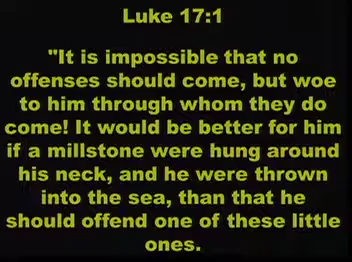 Luke 17:1
"It is impossible that no
offenses should come, but woe
to him through whom they do
come! It would be better for him
if a millstone were hung around
his neck, and he were thrown
into the sea, than that he
should offend one of these little
ones.